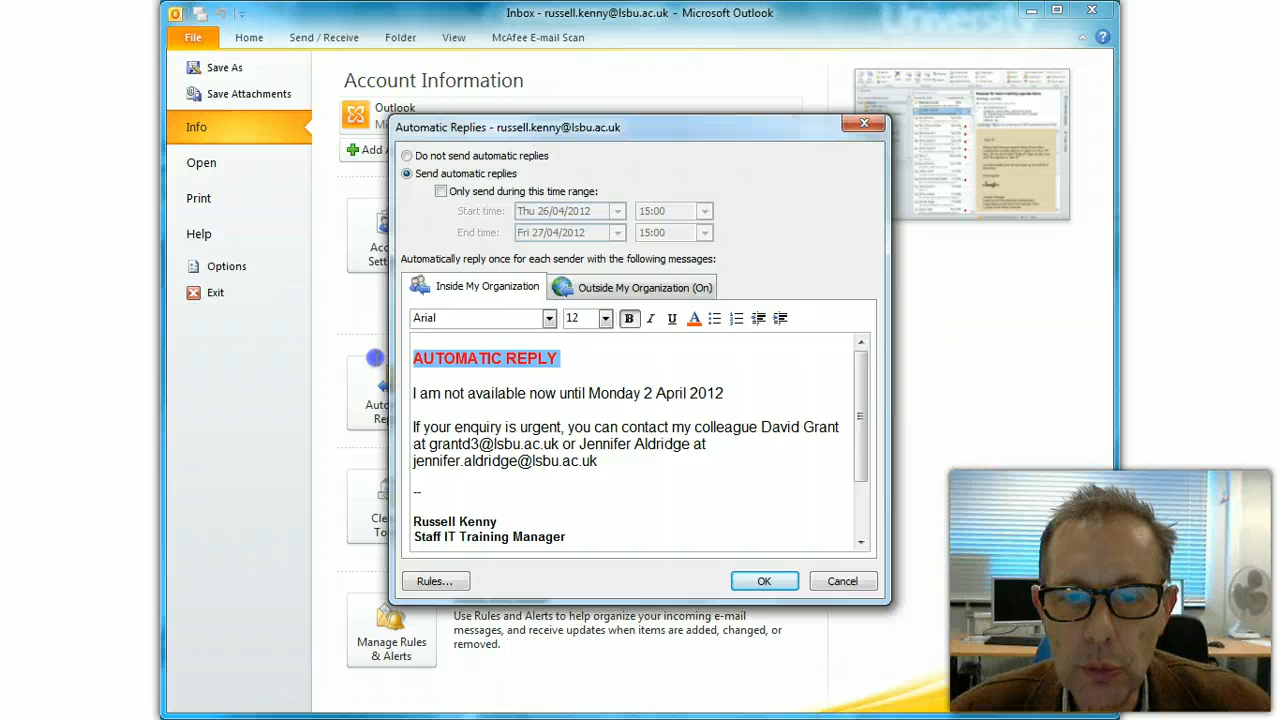 Inbox - russell.kenny@lsbu.ac.uk - Microsoft Outlook
File Home Send / Receive Folder View McAfee E-mail Scan
Save As
Save Attachments
Info
Open
Print
Help
Options
Exit
Account Information
Outlook
Add
Automatic Replies - russell.kenny@lsbu.ac.uk
Do not send automatic replies
Send automatic replies
Only send during this time range:
Start time: Thu 26/04/2012 15:00
End time: Fri 27/04/2012 15:00
Automatically reply once for each sender with the following messages:
Inside My Organization Outside My Organization (On)
Arial 12 B I U A
AUTOMATIC REPLY
I am not available now until Monday 2 April 2012
If your enquiry is urgent, you can contact my colleague David Grant
at grantd3@lsbu.ac.uk or Jennifer Aldridge at
jennifer.aldridge@lsbu.ac.uk
--
Russell Kenny
Staff IT Training Manager
Rules... OK Cancel
Manage Rules
& Alerts
Use Rules and Alerts to help organize your incoming e-mail
messages, and receive updates when items are added, changed, or
removed.